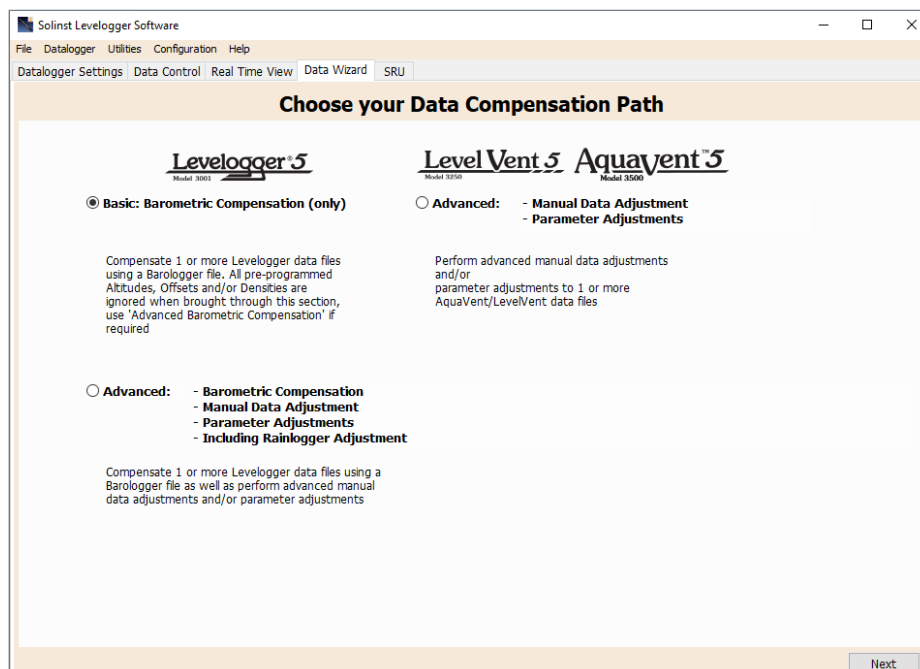 Solinst Levelogger Software
File Datalogger Utilities Configuration Help
Datalogger Settings Data Control Real Time View Data Wizard SRU
Choose your Data Compensation Path
Levelogger®5
Model 3001
LevelVent 5
Model 3250
Aquavent™5
Model 3500
Basic: Barometric Compensation (only)
Compensate 1 or more Levelogger data files
using a Barologger file. All pre-programmed
Altitudes, Offsets and/or Densities are
ignored when brought through this section,
use 'Advanced Barometric Compensation' if
required
Advanced: - Manual Data Adjustment
- Parameter Adjustments
Perform advanced manual data adjustments
and/or
parameter adjustments to 1 or more
AquaVent/LevelVent data files
Advanced: - Barometric Compensation
- Manual Data Adjustment
- Parameter Adjustments
- Including Rainlogger Adjustment
Compensate 1 or more Levelogger data files using a
Barologger file as well as perform advanced manual
data adjustments and/or parameter adjustments
Next